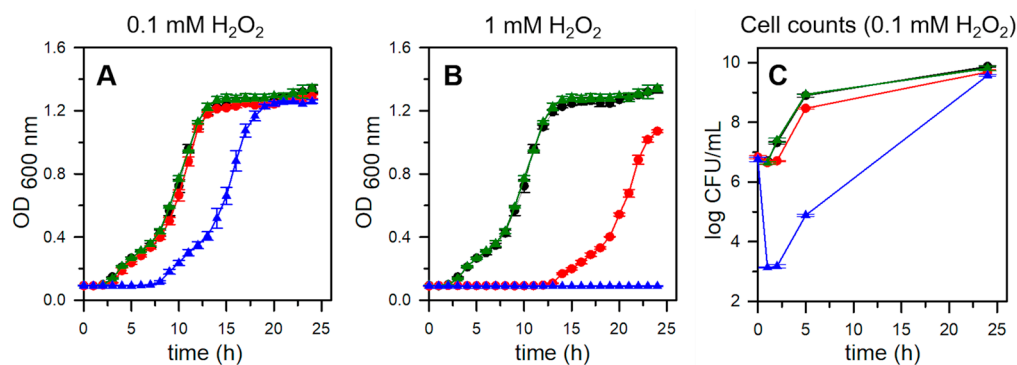 0.1 mM H₂O₂
1 mM H₂O₂
Cell counts (0.1 mM H₂O₂)
A
OD 600 nm
1.6
1.2
0.8
0.4
0.0
0 5 10 15 20 25
time (h)
B
OD 600 nm
1.6
1.2
0.8
0.4
0.0
0 5 10 15 20 25
time (h)
C
log CFU/mL
10
8
6
4
2
0 5 10 15 20 25
time (h)